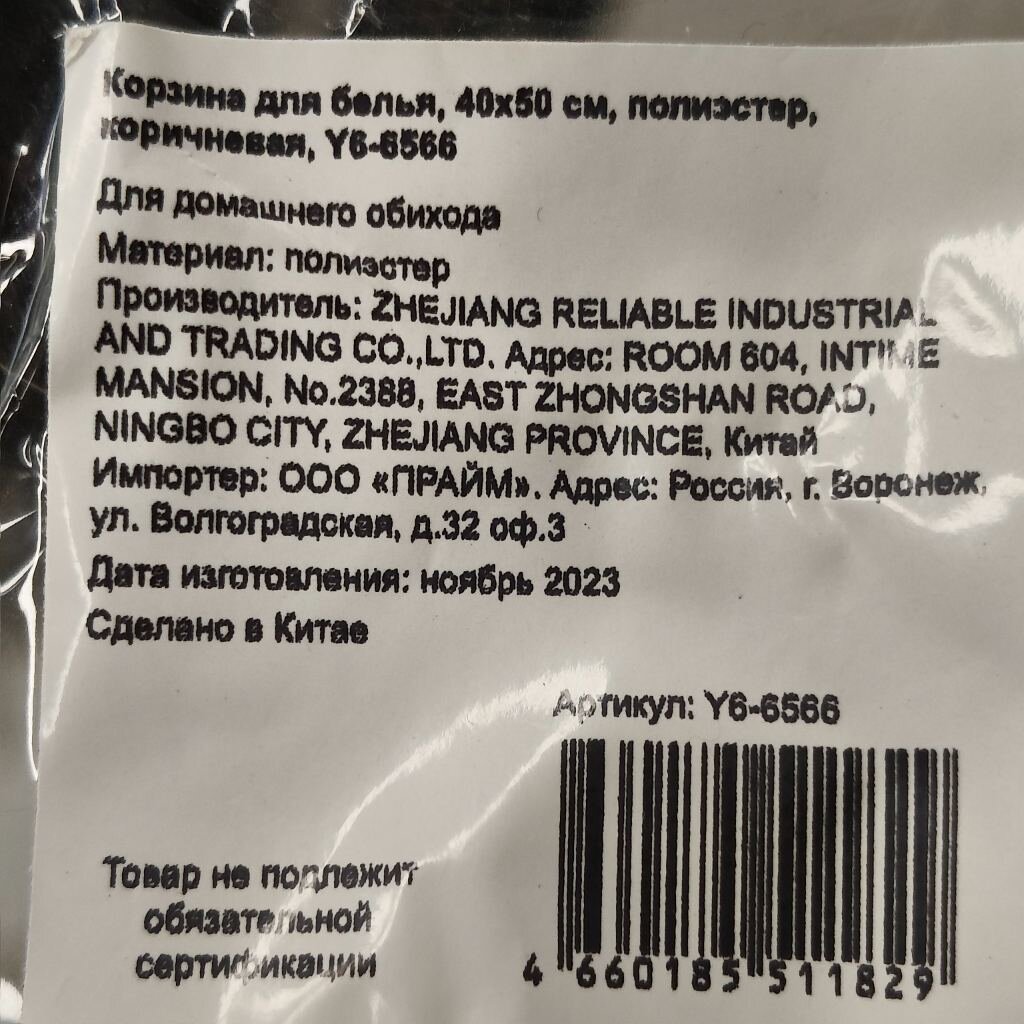 Корзина для белья, 40х50 см, полиэстер,
коричневая, Y6-6566
Для домашнего обихода
Материал: полиэстер
Производитель: ZHEJIANG RELIABLE INDUSTRIAL
AND TRADING CO.,LTD. Адрес: ROOM 604, INTIME
MANSION, No.2388, EAST ZHONGSHAN ROAD,
NINGBO CITY, ZHEJIANG PROVINCE, Китай
Импортер: ООО «ПРАЙМ». Адрес: Россия, г. Воронеж,
ул. Волгоградская, д.32 оф.3
Дата изготовления: ноябрь 2023
Сделано в Китае
Артикул: Y6-6566
Товар не подлежит
обязательной
сертификации
4 660185 511829